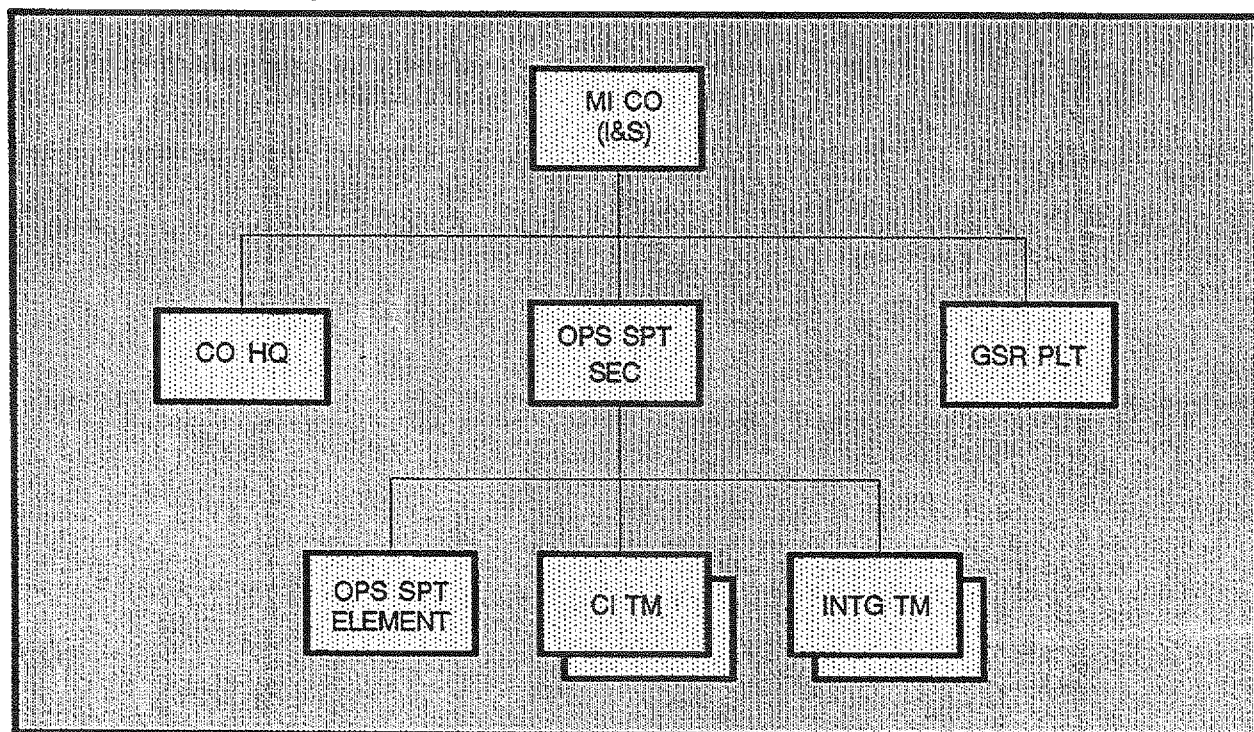 MI CO
(I&S)
CO HQ
OPS SPT
SEC
GSR PLT
OPS SPT
ELEMENT
CI TM
INTG TM